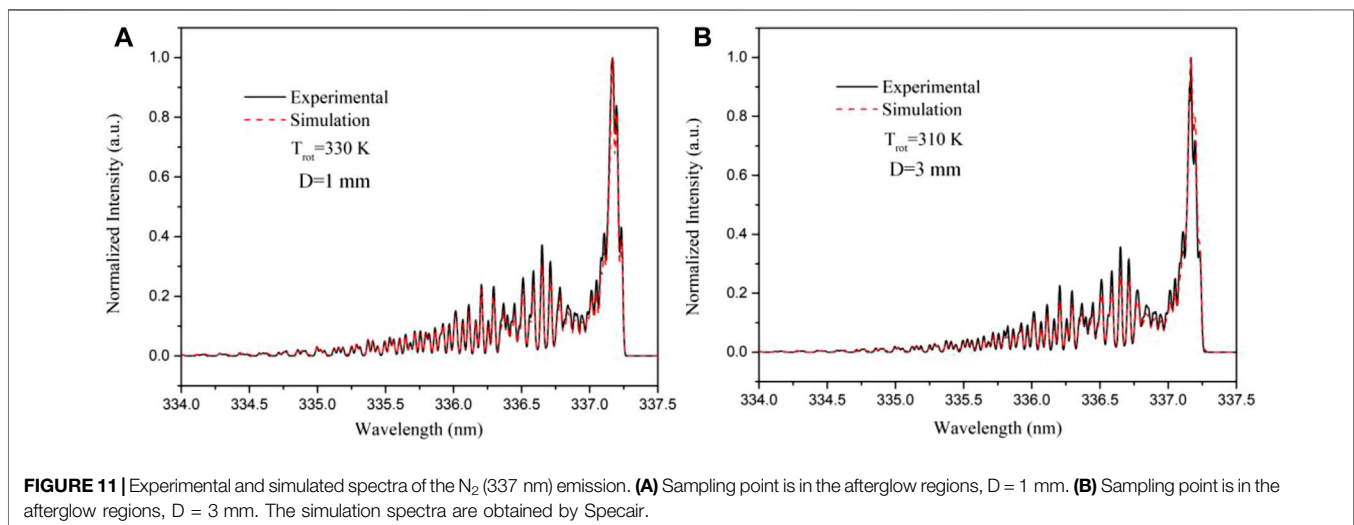 A
1.0
0.8
0.6
0.4
0.2
0.0
Normalized Intensity (a.u.)
Experimental
Simulation
T_rot=330 K
D=1 mm
334.0 334.5 335.0 335.5 336.0 336.5 337.0 337.5
Wavelength (nm)
B
1.0
0.8
0.6
0.4
0.2
0.0
Normalized Intensity (a.u.)
Experimental
Simulation
T_rot=310 K
D=3 mm
334.0 334.5 335.0 335.5 336.0 336.5 337.0 337.5
Wavelength (nm)
FIGURE 11 | Experimental and simulated spectra of the N₂ (337 nm) emission. (A) Sampling point is in the afterglow regions, D = 1 mm. (B) Sampling point is in the
afterglow regions, D = 3 mm. The simulation spectra are obtained by Specair.